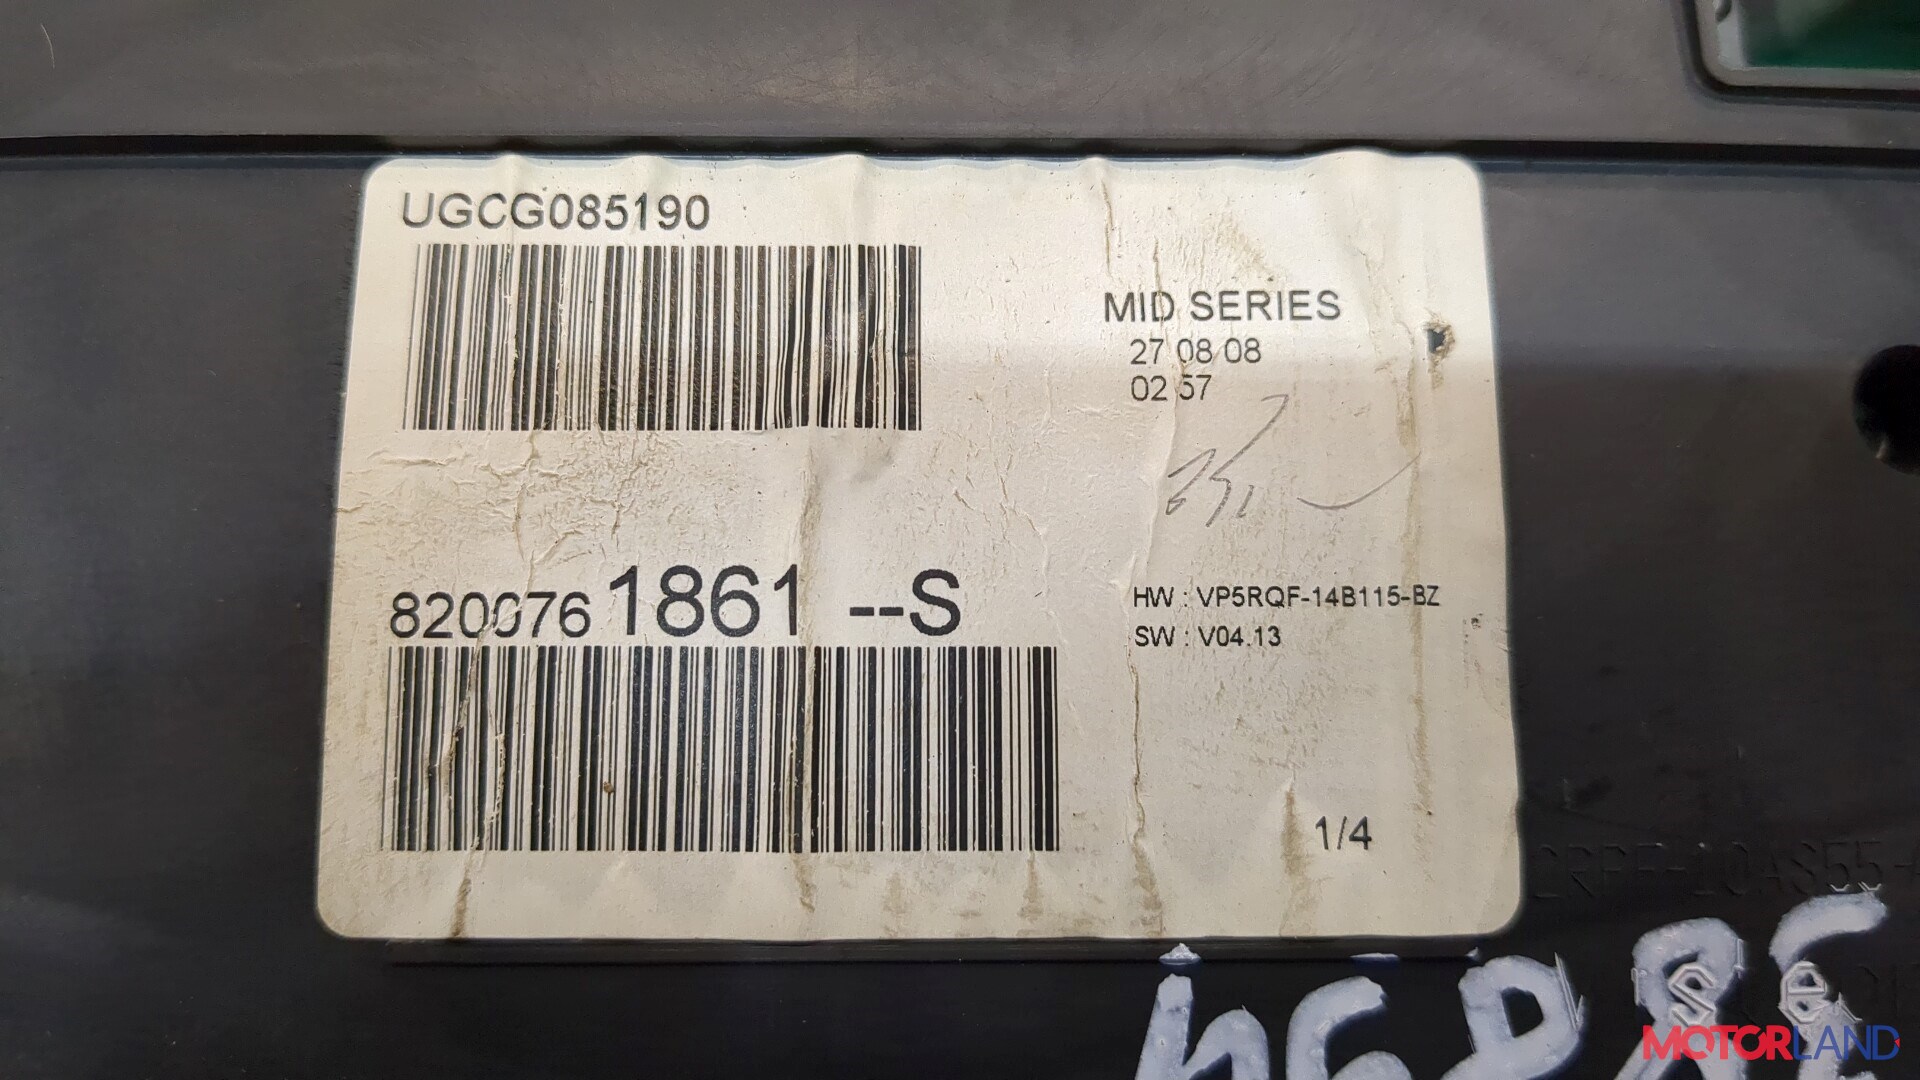 UGCG085190
MID SERIES
27 08 08
02 57
8200761861 --S
HW : VP5RQF-14B115-BZ
SW : V04.13
1/4
MOTORLAND